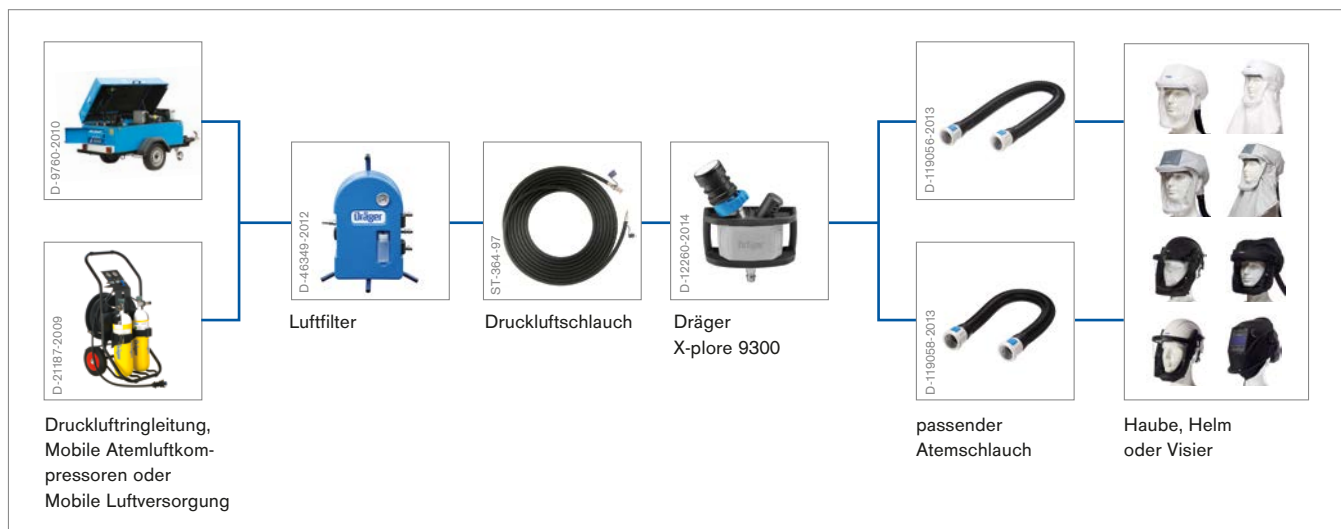 D-9760-2010
D-21187-2009
Druckluftringleitung,
Mobile Atemluftkom-
pressoren oder
Mobile Luftversorgung
D-46349-2012
Dräger
Luftfilter
ST-364-97
Druckluftschlauch
D-12260-2014
Dräger
Dräger
X-plore 9300
D-119056-2013
D-119058-2013
passender
Atemschlauch
Haube, Helm
oder Visier